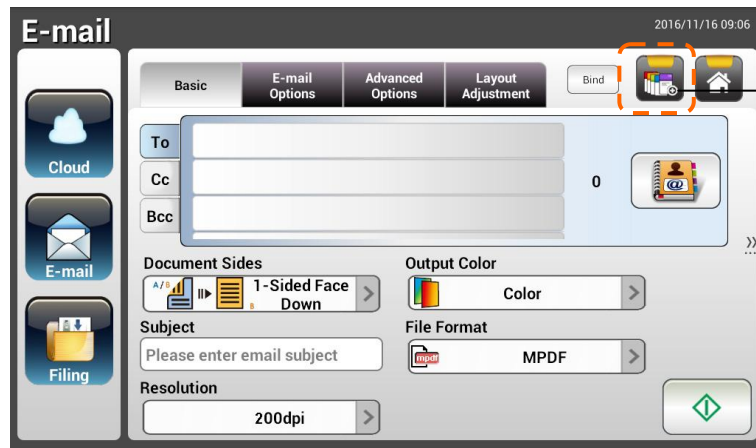 E-mail
2016/11/16 09:06
Basic
E-mail
Options
Advanced
Options
Layout
Adjustment
Bind
Cloud
E-mail
Filing
To
Cc
Bcc
0
@
Document Sides
A/B
B
1-Sided Face
Down
Output Color
Color
Subject
Please enter email subject
File Format
mpdf
MPDF
Resolution
200dpi